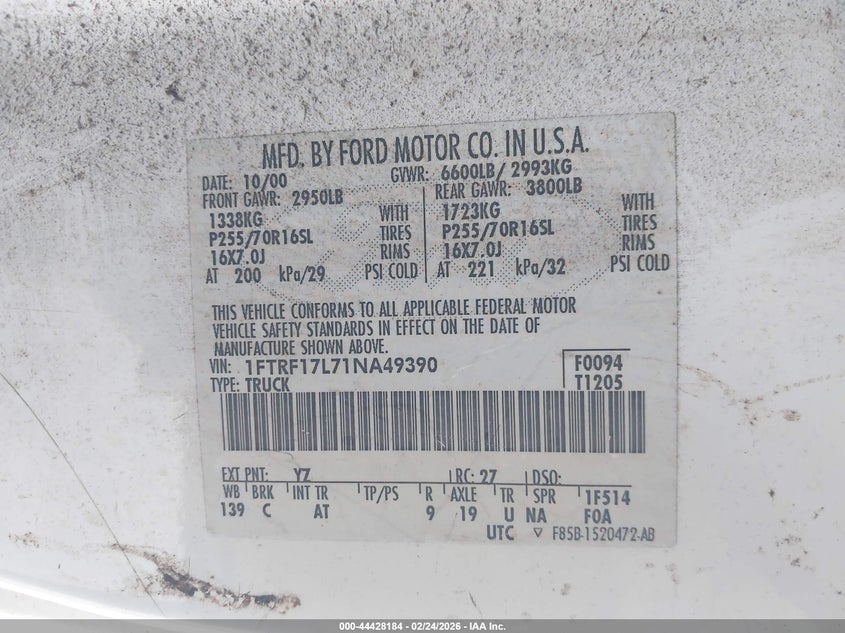 MFD. BY FORD MOTOR CO. IN U.S.A.
DATE: 10/00 GVWR: 6600LB/ 2993KG
FRONT GAWR: 2950LB REAR GAWR: 3800LB
1338KG WITH 1723KG WITH
P255/70R16SL TIRES P255/70R16SL TIRES
16X7.0J RIMS 16X7.0J RIMS
AT 200 kPa/29 PSI COLD AT 221 kPa/32 PSI COLD
THIS VEHICLE CONFORMS TO ALL APPLICABLE FEDERAL MOTOR
VEHICLE SAFETY STANDARDS IN EFFECT ON THE DATE OF
MANUFACTURE SHOWN ABOVE.
VIN: 1FTRF17L71NA49390 F0094
TYPE: TRUCK T1205
EXT PNT: YZ RC: 27 DSO:
WB BRK INT TR TP/PS R AXLE TR SPR 1F514
139 C AT 9 19 U NA F0A
UTC ▽ F85B-1520472-AB
000-44428184 - 02/24/2026 - IAA Inc.